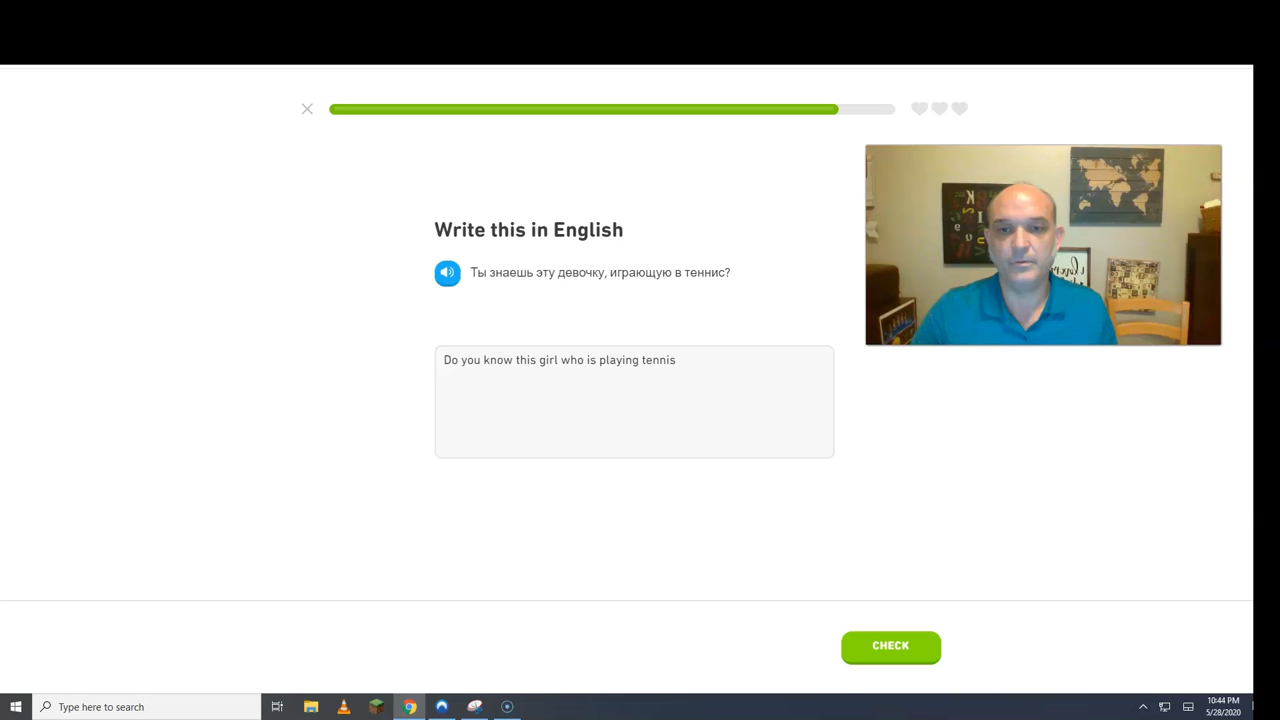 Write this in English
Ты знаешь эту девочку, играющую в теннис?
Do you know this girl who is playing tennis
CHECK
Type here to search
10:44 PM
5/28/2020